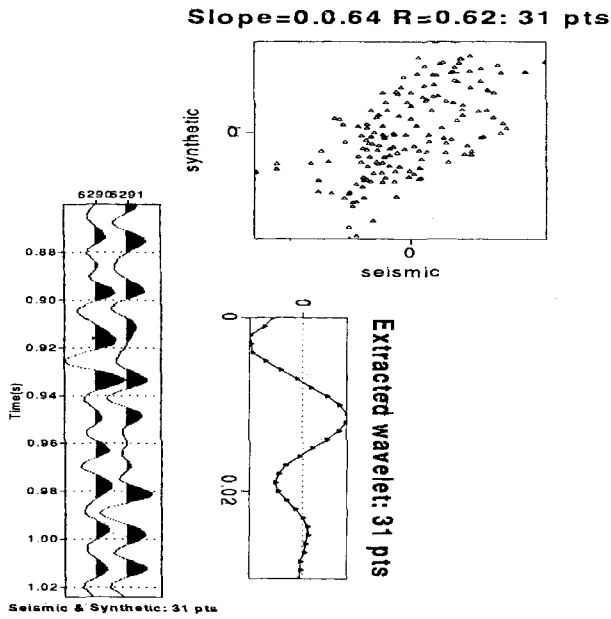 Slope=0.0.64 R=0.62: 31 pts
synthetic
0
0
seismic
62906291
0.88
0.90
0.92
0.94
0.96
0.98
1.00
1.02
Time(s)
Seismic & Synthetic: 31 pts
0
0
0.02
Extracted wavelet: 31 pts